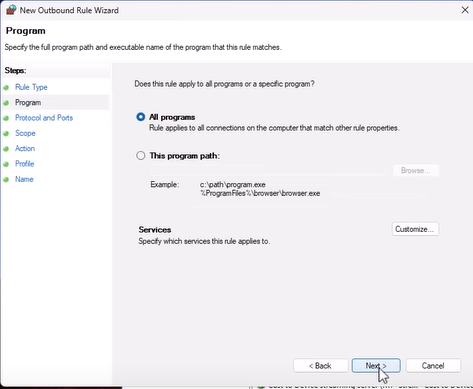 New Outbound Rule Wizard
Program
Specify the full program path and executable name of the program that this rule matches.
Steps:
Rule Type
Program
Protocol and Ports
Scope
Action
Profile
Name
Does this rule apply to all programs or a specific program?
All programs
Rule applies to all connections on the computer that match other rule properties.
This program path:
Browse...
Example:
c:\path\program.exe
%ProgramFiles%\browser\browser.exe
Services
Specify which services this rule applies to.
Customize...
< Back
Next >
Cancel